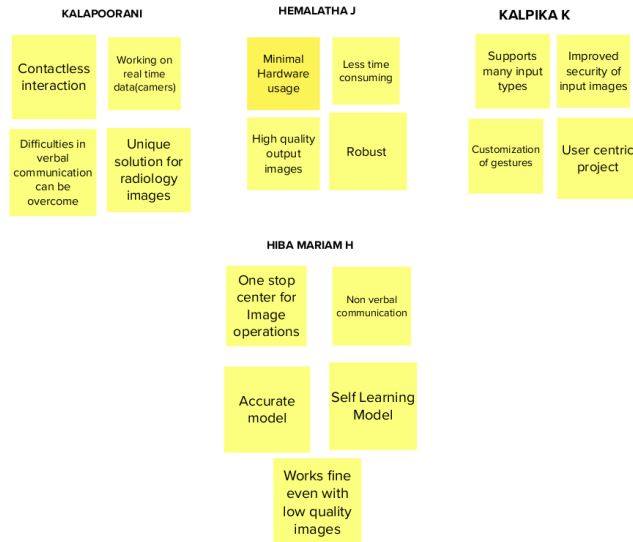 KALAPOORANI
Contactless
interaction
Working on
real time
data(camers)
Difficulties in
verbal
communication
can be
overcome
Unique
solution for
radiology
images
HEMALATHA J
Minimal
Hardware
usage
Less time
consuming
High quality
output
images
Robust
KALPIKA K
Supports
many input
types
Improved
security of
input images
Customization
of gestures
User centric
project
HIBA MARIAM H
One stop
center for
Image
operations
Non verbal
communication
Accurate
model
Self Learning
Model
Works fine
even with
low quality
images